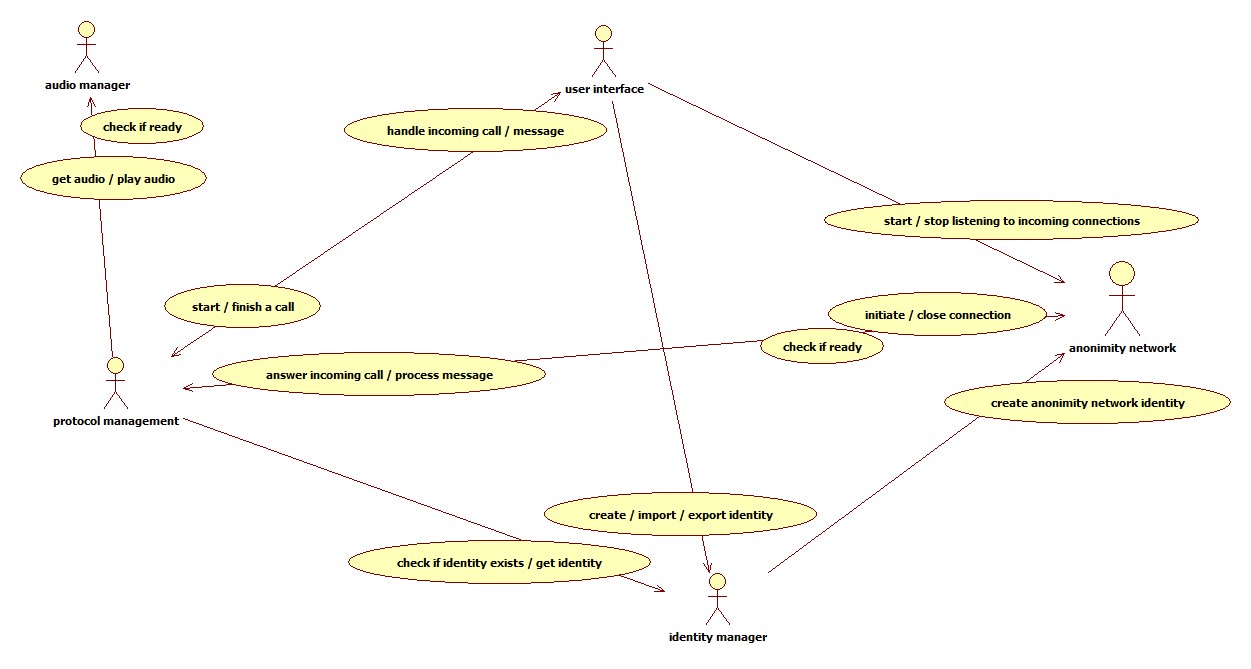 audio manager
user interface
check if ready
handle incoming call / message
get audio / play audio
start / stop listening to incoming connections
start / finish a call
initiate / close connection
check if ready
anonimity network
answer incoming call / process message
create anonimity network identity
protocol management
create / import / export identity
check if identity exists / get identity
identity manager